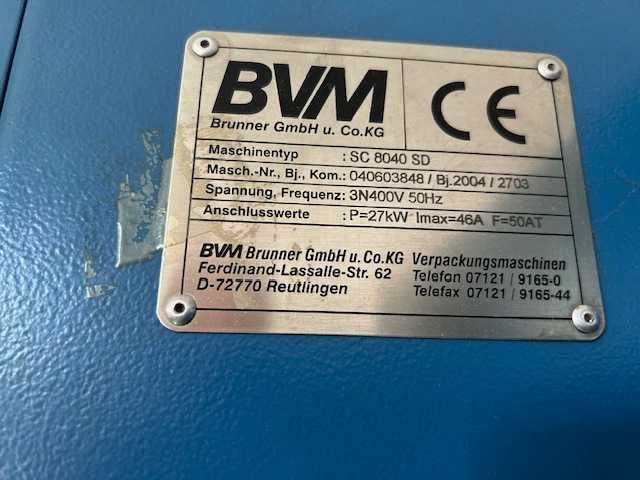 BVM
Brunner GmbH u. Co.KG
CE
Maschinentyp : SC 8040 SD
Masch.-Nr., Bj., Kom.: 040603848 / Bj.2004 / 2703
Spannung, Frequenz: 3N400V 50Hz
Anschlusswerte : P=27kW Imax=46A F=50AT
BVM Brunner GmbH u. Co.KG Verpackungsmaschinen
Ferdinand-Lassalle-Str. 62 Telefon 07121 / 9165-0
D-72770 Reutlingen Telefax 07121 / 9165-44